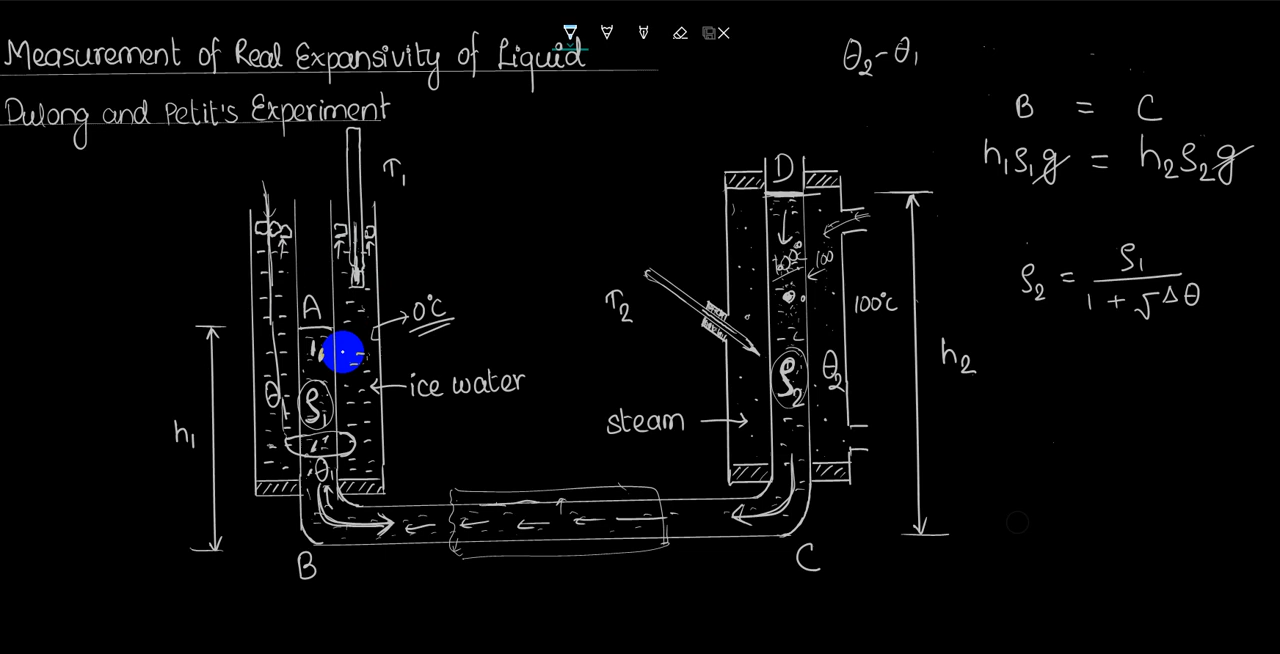 Measurement of Real Expansivity of Liquid
Dulong and Petit's Experiment
θ₂-θ₁
B = C
h₁ρ₁g = h₂ρ₂g
ρ₂ = ρ₁ / 1 + γΔθ
T₁
D
A
0°C
T₂
100
100°C
h₂
ρ₂
θ₂
ice water
θ
ρ₁
h₁
steam
θ₁
B
C